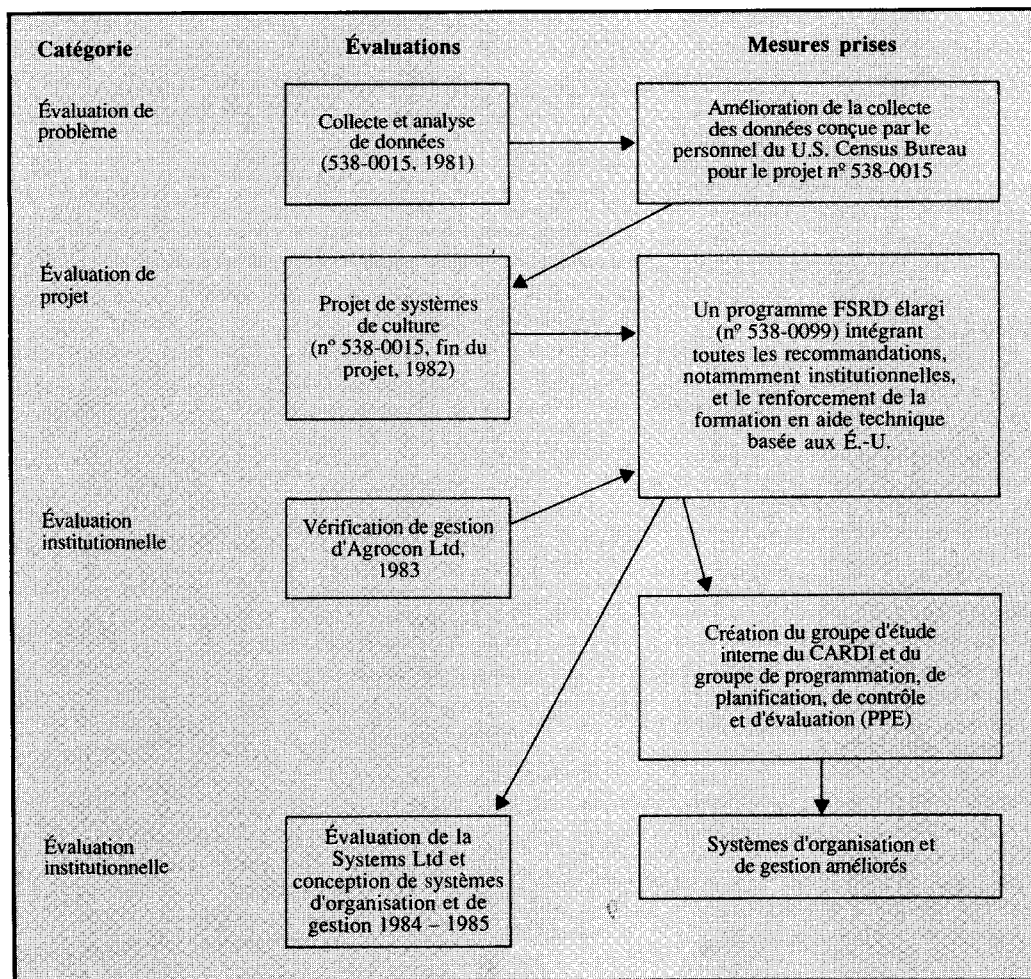 Catégorie
Évaluations
Mesures prises
Évaluation de
problème
Collecte et analyse
de données
(538-0015, 1981)
Amélioration de la collecte
des données conçue par le
personnel du U.S. Census Bureau
pour le projet nº 538-0015
Évaluation de
projet
Projet de systèmes
de culture
(nº 538-0015, fin du
projet, 1982)
Un programme FSRD élargi
(nº 538-0099) intégrant
toutes les recommandations,
notammment institutionnelles,
et le renforcement de la
formation en aide technique
basée aux É.-U.
Évaluation
institutionnelle
Vérification de gestion
d'Agrocon Ltd,
1983
Création du groupe d'étude
interne du CARDI et du
groupe de programmation, de
planification, de contrôle
et d'évaluation (PPE)
Évaluation
institutionnelle
Évaluation de la
Systems Ltd et
conception de systèmes
d'organisation et de
gestion 1984 – 1985
Systèmes d'organisation et
de gestion améliorés